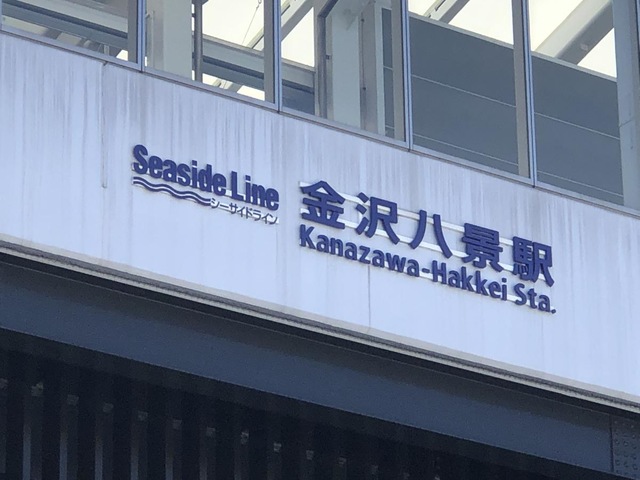 Seaside Line
シーサイドライン
金沢八景駅
Kanazawa-Hakkei Sta.